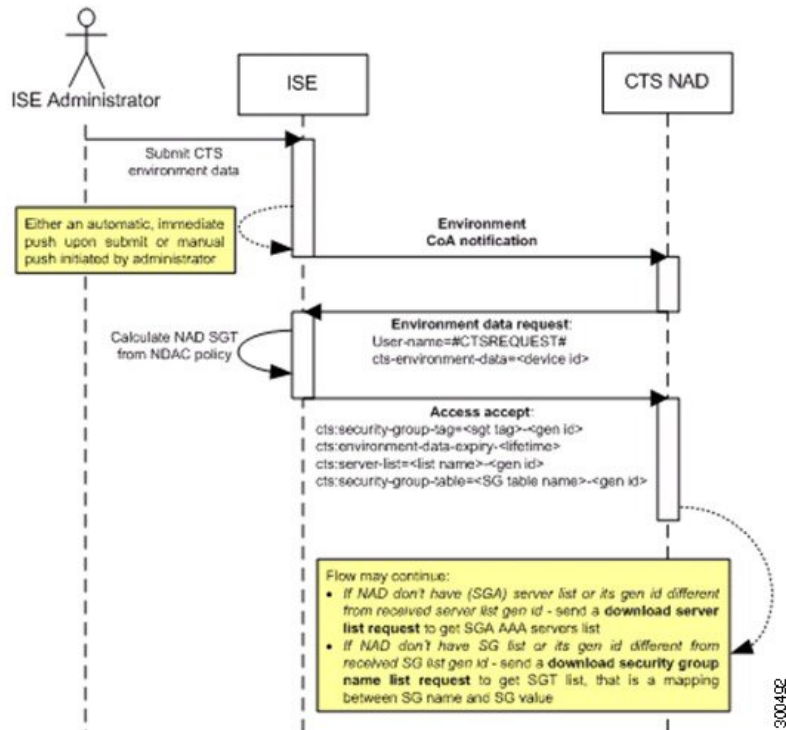 ISE Administrator
ISE
CTS NAD
Submit CTS
environment data
Either an automatic, immediate
push upon submit or manual
push initiated by administrator
Environment
CoA notification
Calculate NAD SGT
from NDAC policy
Environment data request:
User-name=#CTSREQUEST#
cts-environment-data=<device id>
Access accept:
cts:security-group-tag=<sgt tag>-<gen id>
cts:environment-data-expiry-<lifetime>
cts:server-list=<list name>-<gen id>
cts:security-group-table=<SG table name>-<gen id>
Flow may continue:
• If NAD don't have (SGA) server list or its gen id different
from received server list gen id - send a download server
list request to get SGA AAA servers list
• If NAD don't have SG list or its gen id different from
received SG list gen id - send a download security group
name list request to get SGT list, that is a mapping
between SG name and SG value
300492